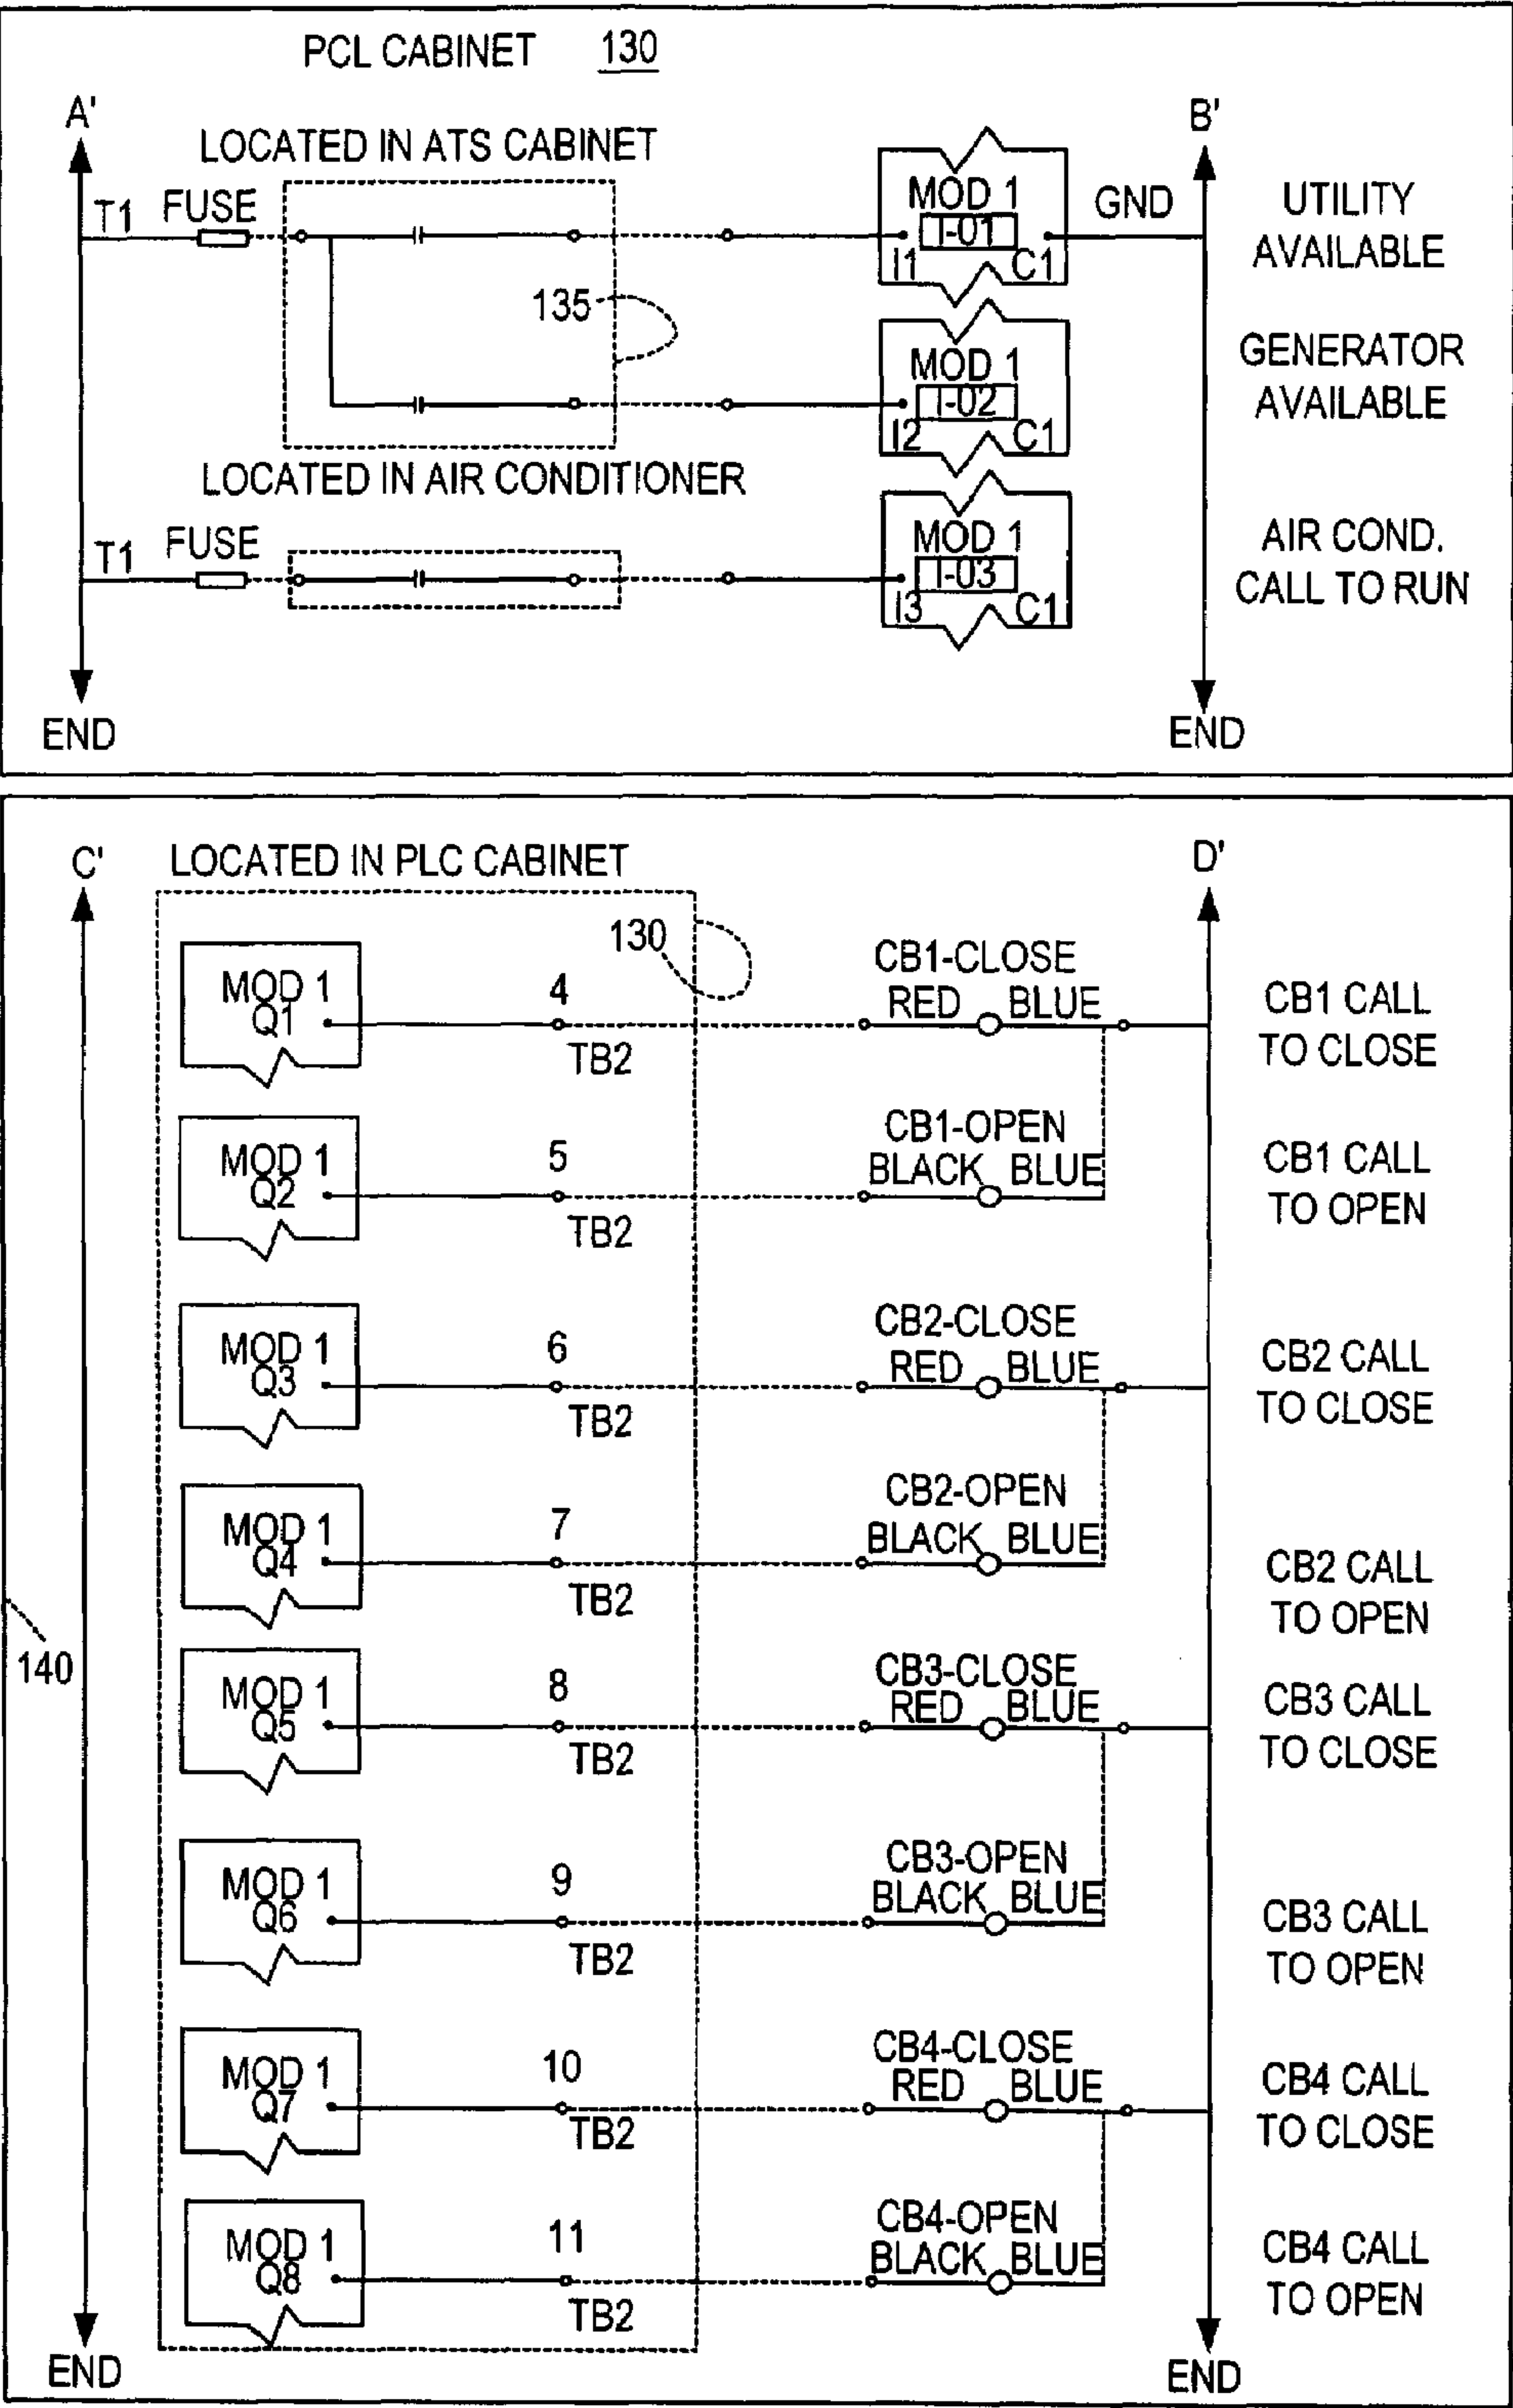 PCL CABINET 130
A'
B'
LOCATED IN ATS CABINET
T1
FUSE
MOD 1
I-01
I1
C1
GND
UTILITY
AVAILABLE
135
MOD 1
I-02
I2
C1
GENERATOR
AVAILABLE
LOCATED IN AIR CONDITIONER
T1
FUSE
MOD 1
I-03
I3
C1
AIR COND.
CALL TO RUN
END
END
C'
LOCATED IN PLC CABINET
D'
130
MOD 1
Q1
4
TB2
CB1-CLOSE
RED BLUE
CB1 CALL
TO CLOSE
MOD 1
Q2
5
TB2
CB1-OPEN
BLACK BLUE
CB1 CALL
TO OPEN
MOD 1
Q3
6
TB2
CB2-CLOSE
RED BLUE
CB2 CALL
TO CLOSE
MOD 1
Q4
7
TB2
CB2-OPEN
BLACK BLUE
CB2 CALL
TO OPEN
140
MOD 1
Q5
8
TB2
CB3-CLOSE
RED BLUE
CB3 CALL
TO CLOSE
MOD 1
Q6
9
TB2
CB3-OPEN
BLACK BLUE
CB3 CALL
TO OPEN
MOD 1
Q7
10
TB2
CB4-CLOSE
RED BLUE
CB4 CALL
TO CLOSE
MOD 1
Q8
11
TB2
CB4-OPEN
BLACK BLUE
CB4 CALL
TO OPEN
END
END